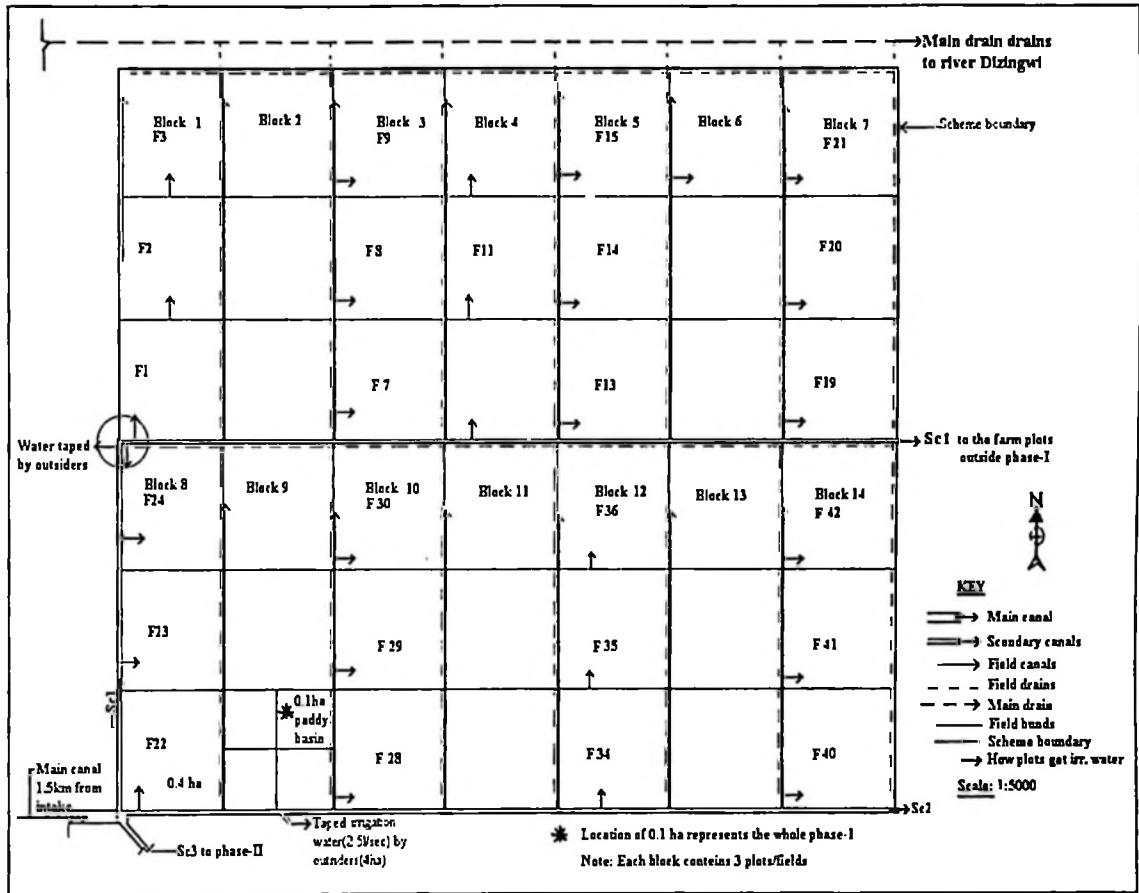 Main drain drains
to river Dizingwi
Block 1
F3
Block 2
Block 3
F9
Block 4
Block 5
F15
Block 6
Block 7
F21
Scheme boundary
F2
F8
F11
F14
F20
F1
F7
F13
F19
Water taped
by outsiders
Sc1 to the farm plots
outside phase-I
Block 8
F24
Block 9
Block 10
F30
Block 11
Block 12
F36
Block 13
Block 14
F 42
N
F23
F 29
F35
F 41
Sc1
0.1ha
paddy
basin
F22
0.4 ha
F 28
F34
F40
Main canal
1.5km from
intake
Sc2
Sc3 to phase-II
Taped irrigation
water(2.5l/sec) by
outsiders(4ha)
Location of 0.1 ha represents the whole phase-I
Note: Each block contains 3 plots/fields
KEY
Main canal
Scondary canals
Field canals
Field drains
Main drain
Field bunds
Scheme boundary
How plots get irr. water
Scale: 1:5000